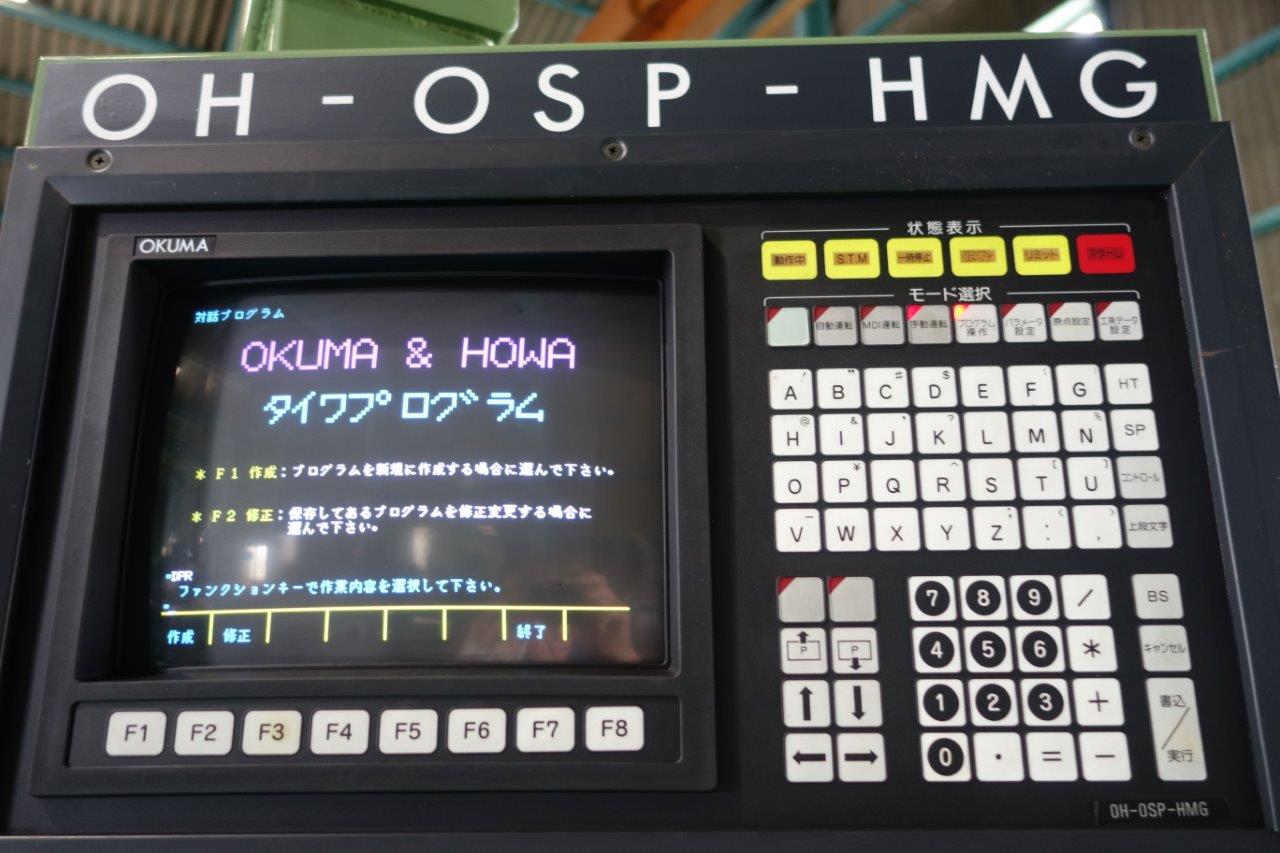 OH-OSP-HMG
OKUMA
対話プログラム
OKUMA & HOWA
タイワプログラム
* F1 作成:プログラムを新規に作成する場合に選んで下さい。
* F2 修正:保存してあるプログラムを修正変更する場合に
選んで下さい。
=DPR
ファンクションキーで作業内容を選択して下さい。
作成 修正 終了
F1 F2 F3 F4 F5 F6 F7 F8
状態表示
動作中 S.T.M 一時停止 リミット アラーム
モード選択
自動運転 MDI運転 手動運転 プログラム操作 パラメータ設定 原点設定 工具データ設定
A B " C # D $ E F G HT
H @ I & J K ? L M N % SP
O P ¥ Q R ^ S T [ U ] コントロール
V W X Y Z ; : , 上段文字
7 8 9 / BS
P P 4 5 6 * キャンセル
↑ ↓ 1 2 3 + 書込/実行
← → 0 . = -
OH-OSP-HMG